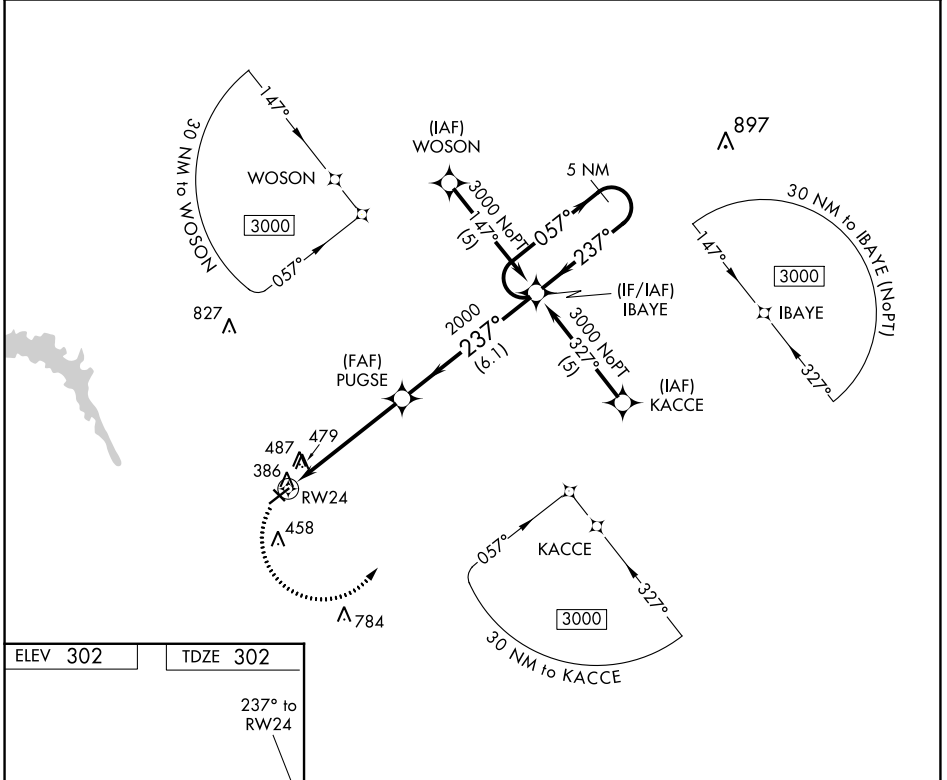 147°
30 NM to WOSON
WOSON
3000
057°
827
(IAF)
WOSON
3000 NoPT
147°
(5)
5 NM
057°
237°
897
30 NM to IBAYE (NoPT)
147°
3000
IBAYE
327°
(IF/IAF)
IBAYE
2000
237°
(6.1)
3000 NoPT
327°
(5)
(FAF)
PUGSE
(IAF)
KACCE
487
479
386
RW24
458
784
057°
KACCE
327°
3000
30 NM to KACCE
ELEV 302
TDZE 302
237° to
RW24